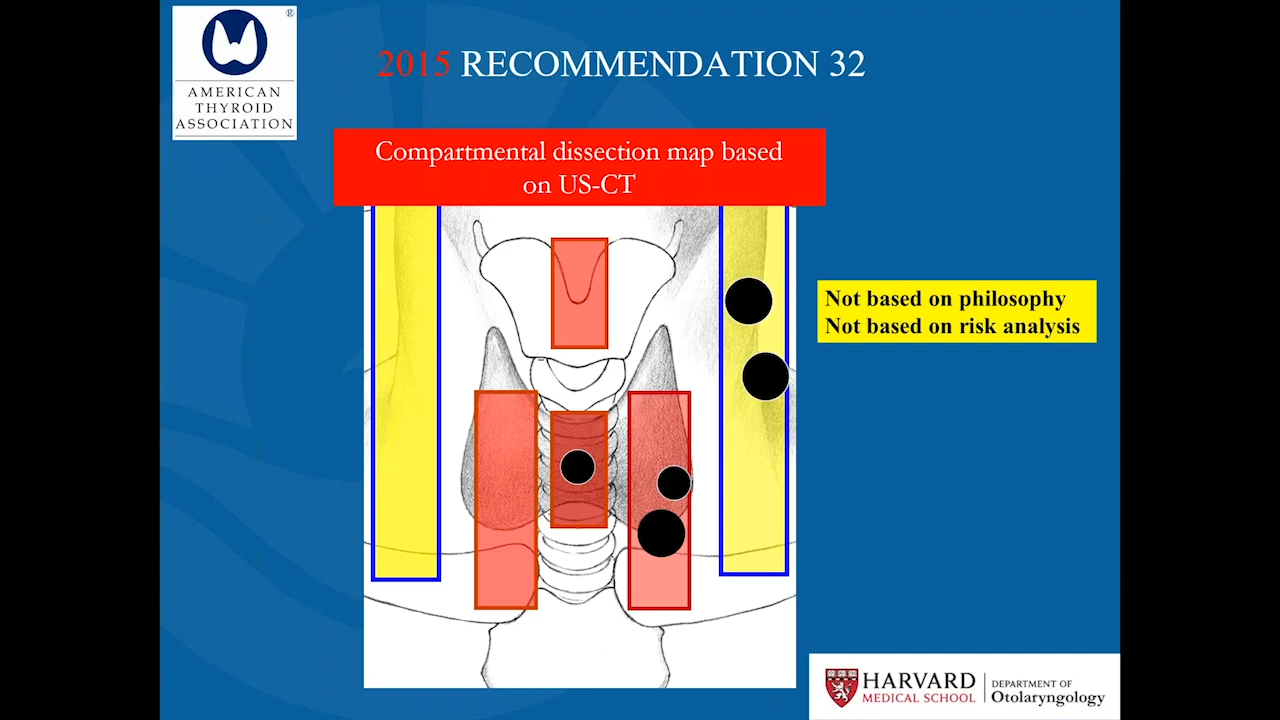 ®
AMERICAN
THYROID
ASSOCIATION
2015 RECOMMENDATION 32
Compartmental dissection map based
on US-CT
Not based on philosophy
Not based on risk analysis
HARVARD
MEDICAL SCHOOL
DEPARTMENT OF
Otolaryngology